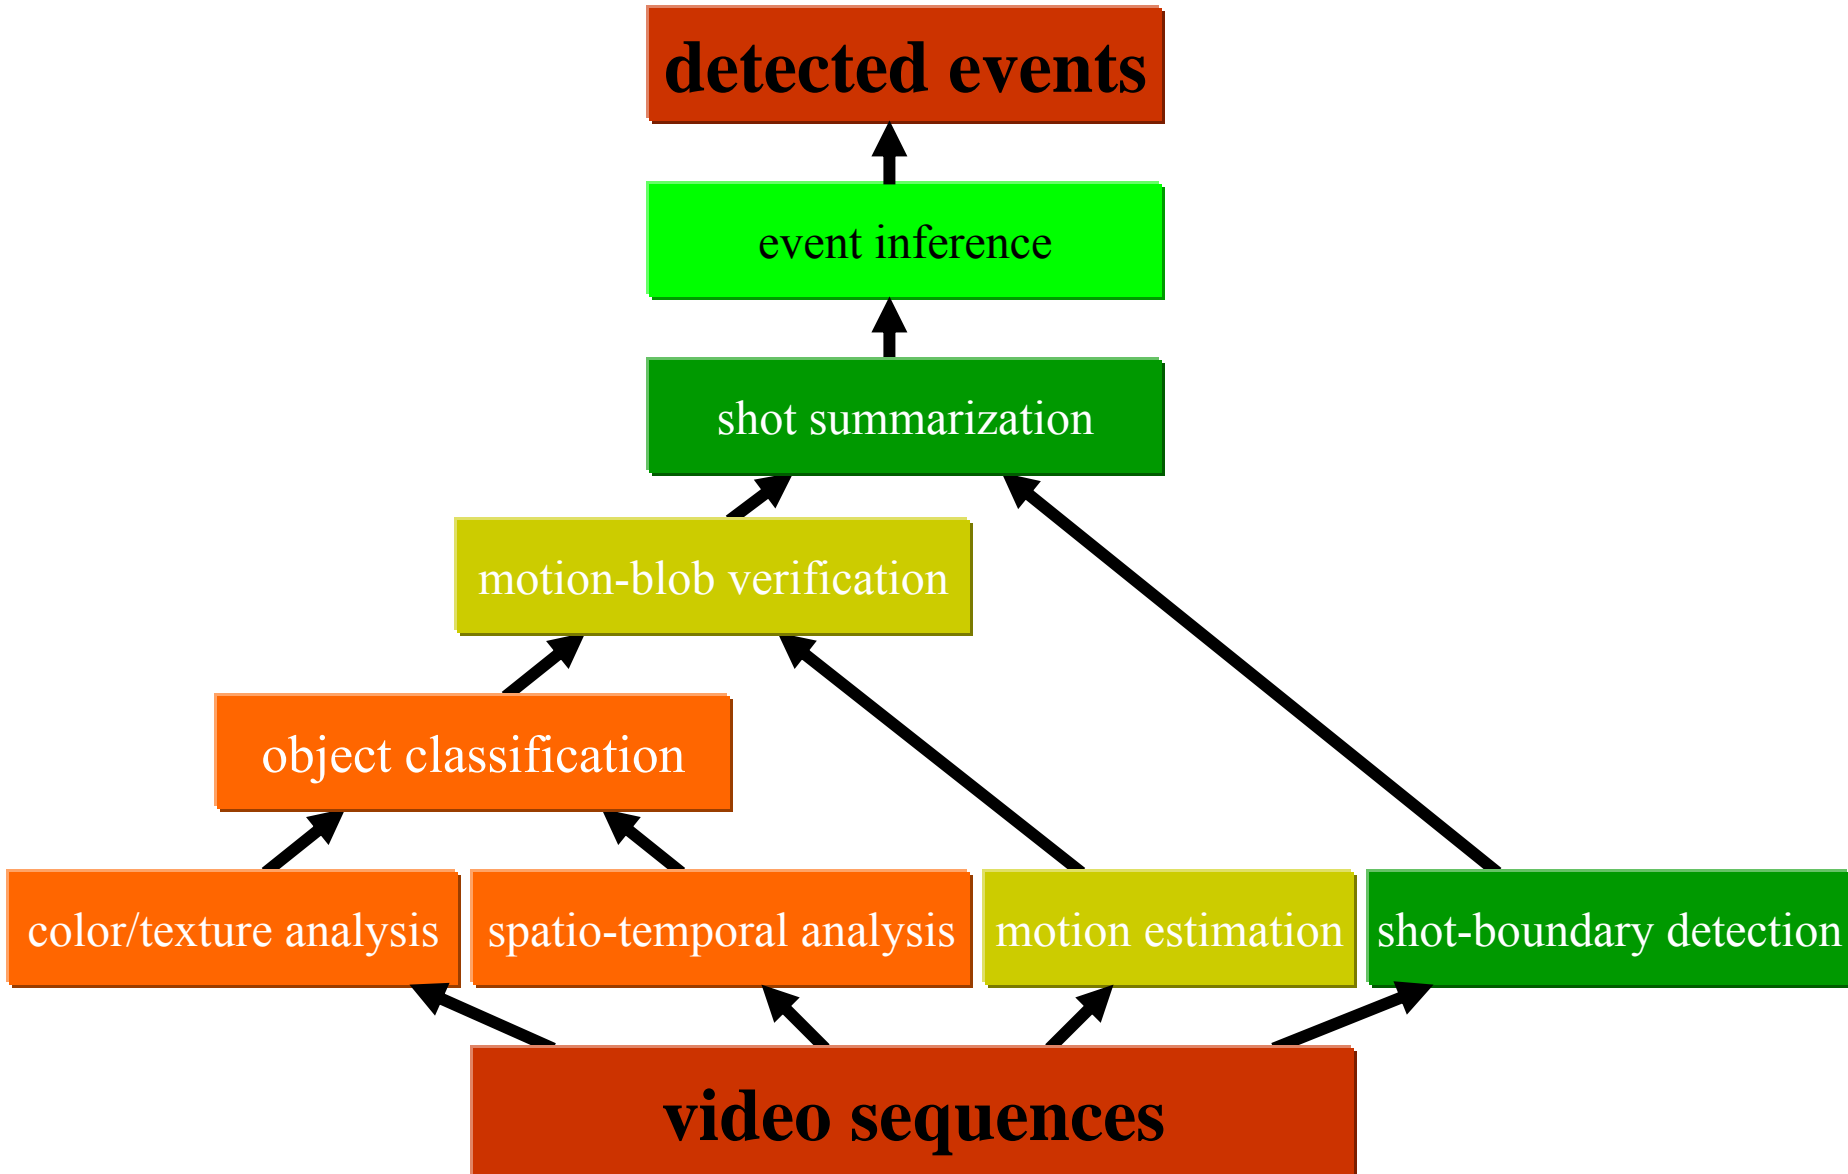 detected events
event inference
shot summarization
motion-blob verification
object classification
color/texture analysis
spatio-temporal analysis
motion estimation
shot-boundary detection
video sequences